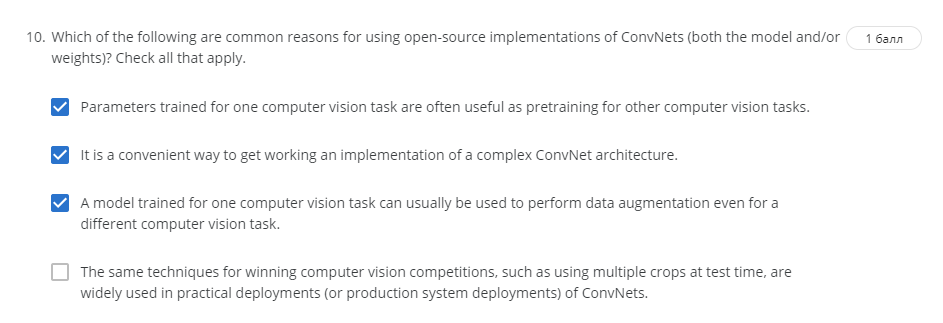 10. Which of the following are common reasons for using open-source implementations of ConvNets (both the model and/or 1 балл
weights)? Check all that apply.
Parameters trained for one computer vision task are often useful as pretraining for other computer vision tasks.
It is a convenient way to get working an implementation of a complex ConvNet architecture.
A model trained for one computer vision task can usually be used to perform data augmentation even for a
different computer vision task.
The same techniques for winning computer vision competitions, such as using multiple crops at test time, are
widely used in practical deployments (or production system deployments) of ConvNets.